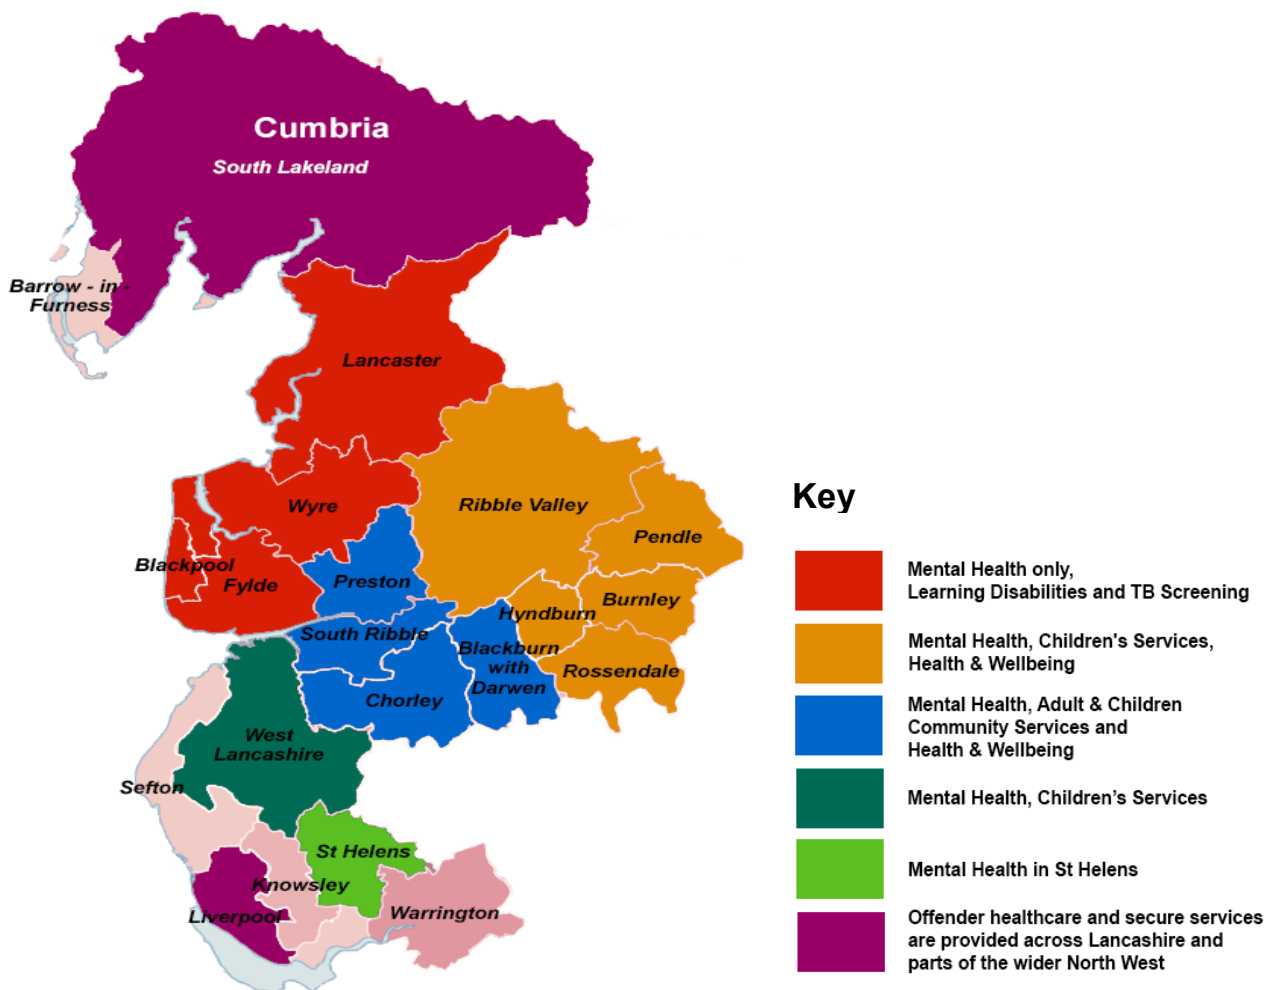 Cumbria
South Lakeland
Barrow - in -
Furness
Lancaster
Wyre
Ribble Valley
Pendle
Blackpool
Fylde
Preston
Hyndburn
Burnley
South Ribble
Blackburn
with
Darwen
Rossendale
Chorley
West
Lancashire
Sefton
St Helens
Knowsley
Liverpool
Warrington
Key
Mental Health only,
Learning Disabilities and TB Screening
Mental Health, Children's Services,
Health & Wellbeing
Mental Health, Adult & Children
Community Services and
Health & Wellbeing
Mental Health, Children’s Services
Mental Health in St Helens
Offender healthcare and secure services
are provided across Lancashire and
parts of the wider North West